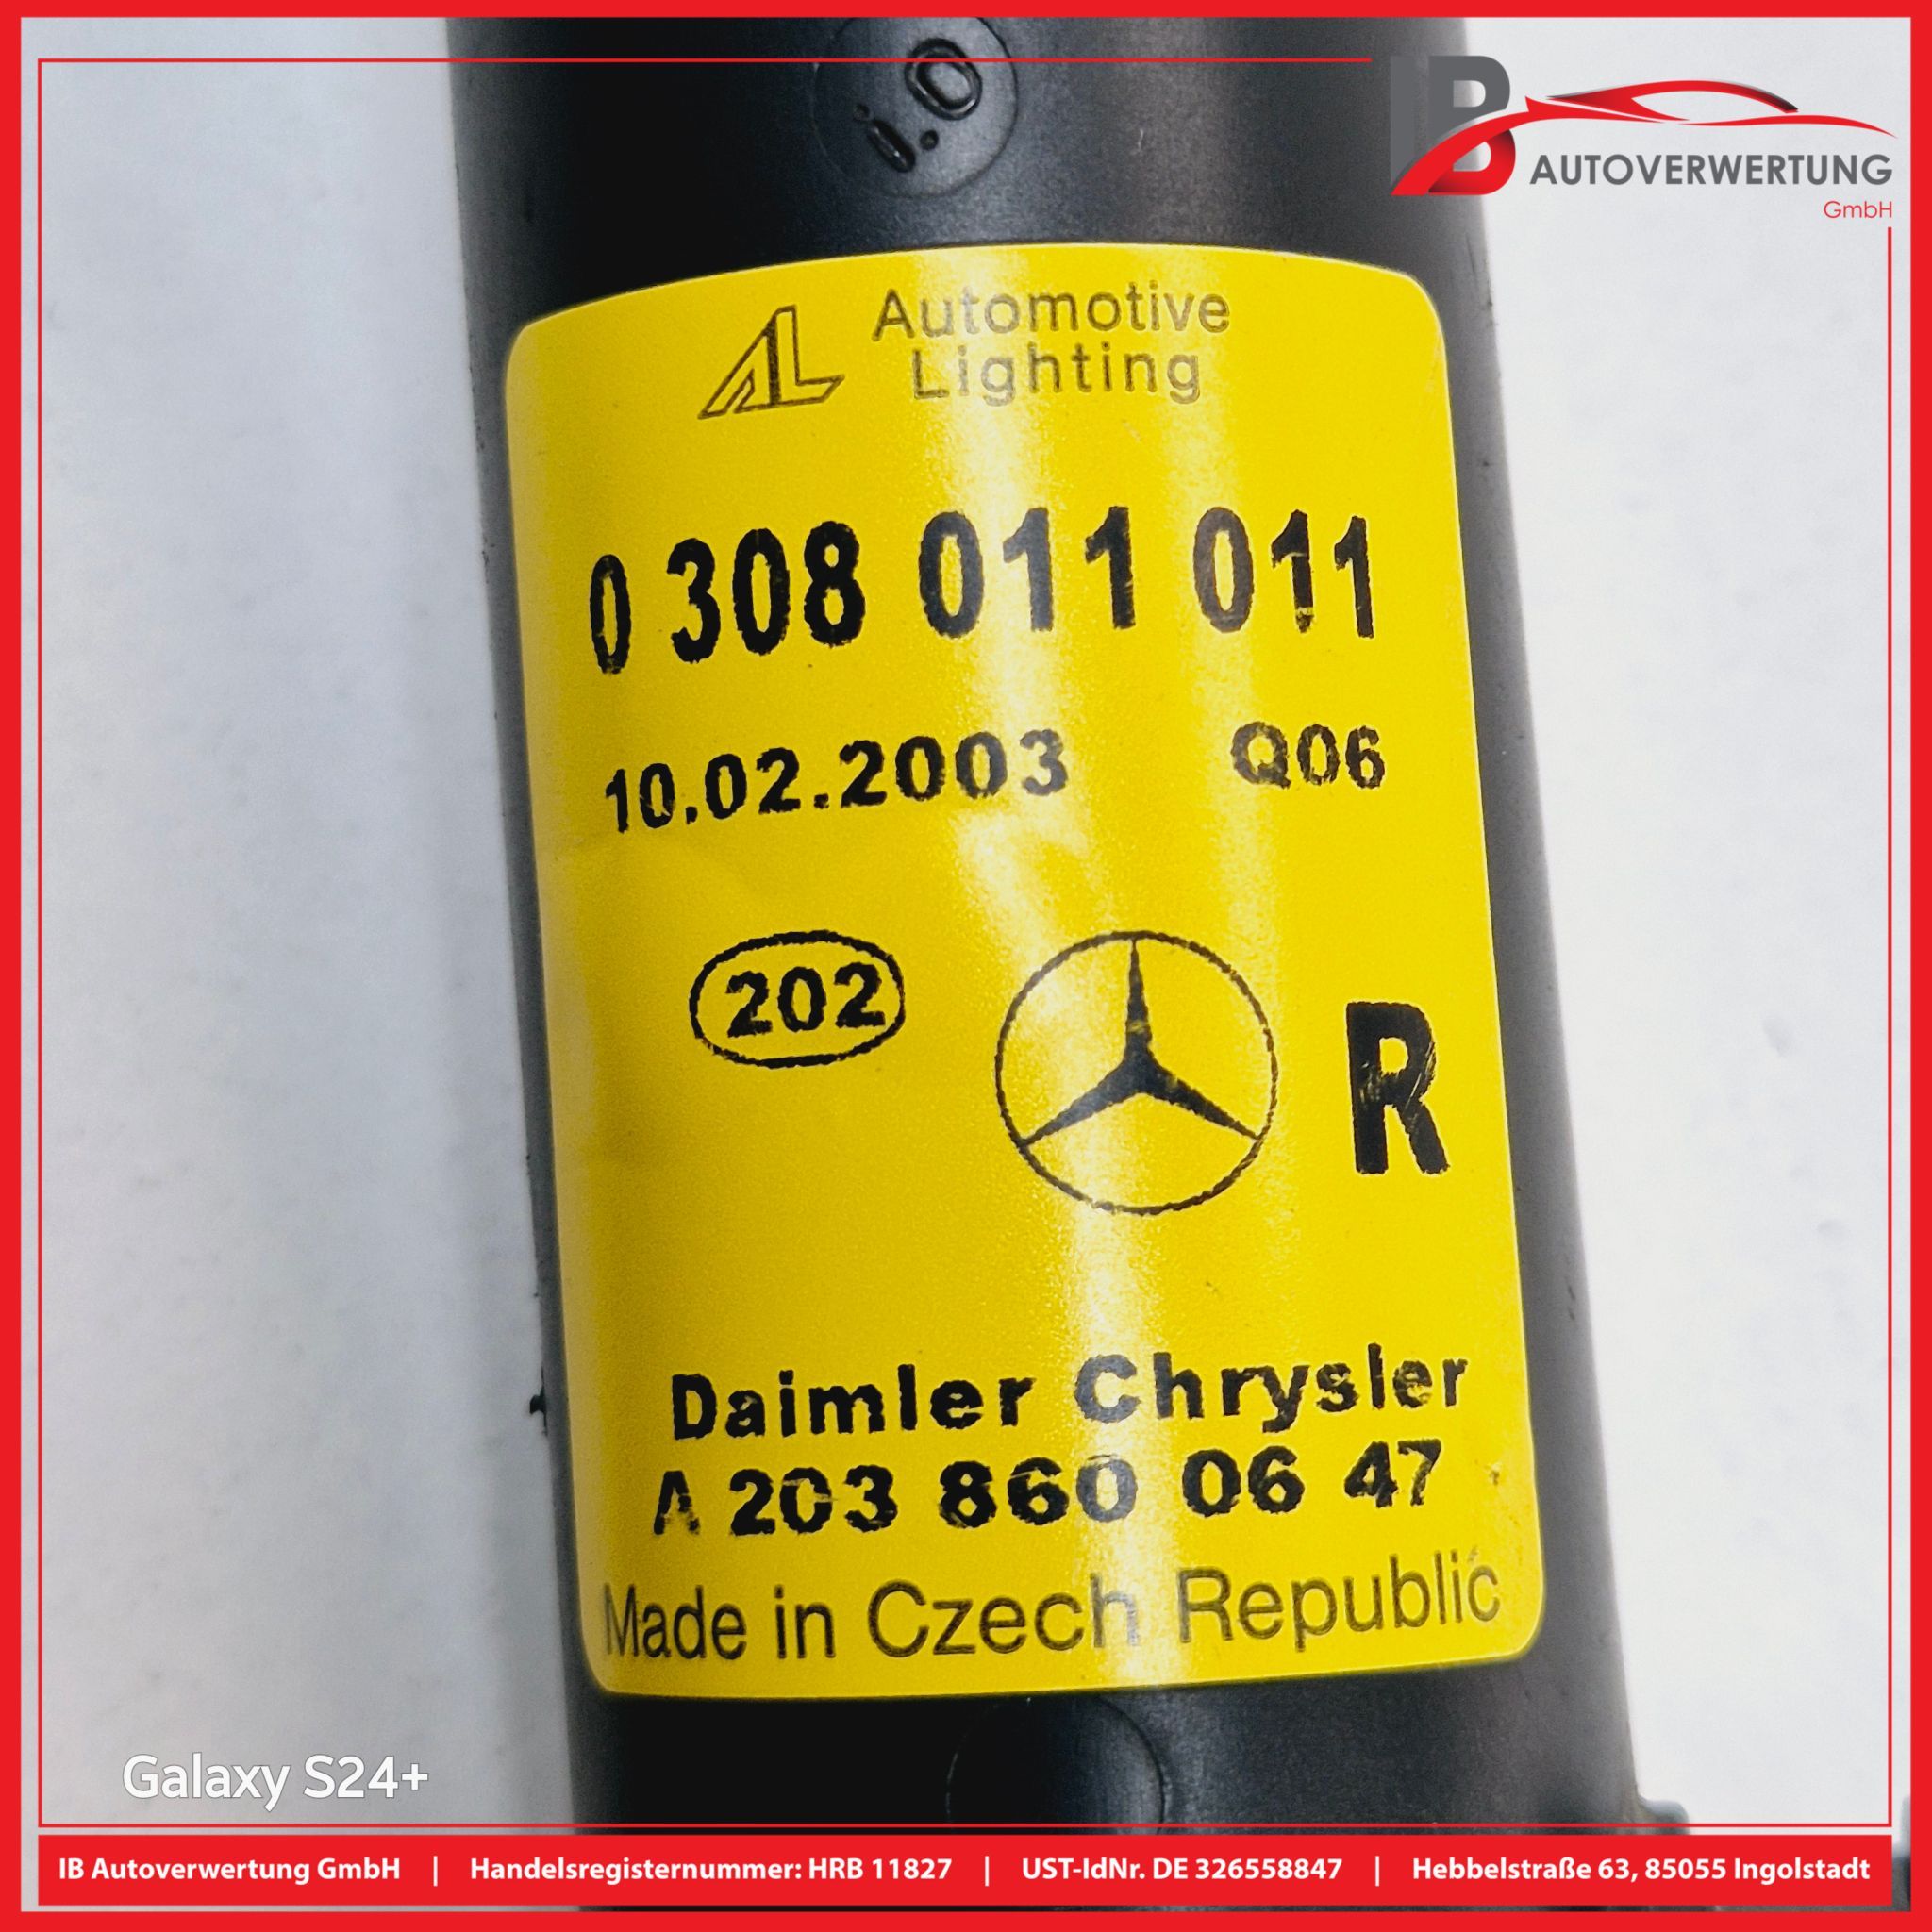 i.O
IB AUTOVERWERTUNG
GmbH
AL Automotive
Lighting
0 308 011 011
10.02.2003 Q06
202
R
Daimler Chrysler
A 203 860 06 47
Made in Czech Republic
Galaxy S24+
IB Autoverwertung GmbH | Handelsregisternummer: HRB 11827 | UST-IdNr. DE 326558847 | Hebbelstraße 63, 85055 Ingolstadt